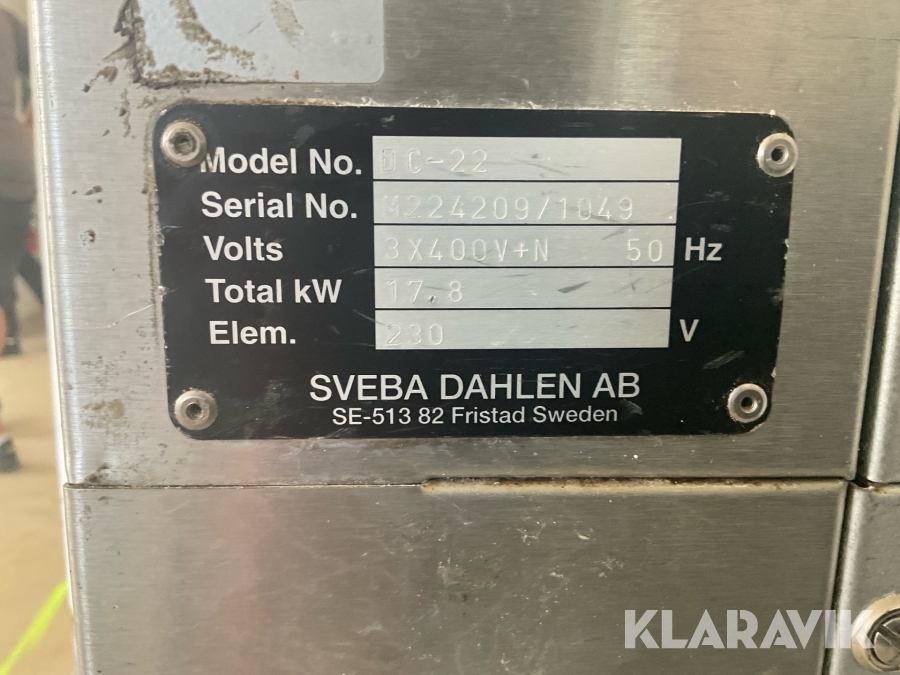 Model No. DC-22
Serial No. M224209/1049
Volts 3X400V+N 50 Hz
Total kW 17,8
Elem. 230 V
SVEBA DAHLEN AB
SE-513 82 Fristad Sweden
KLARAVIK